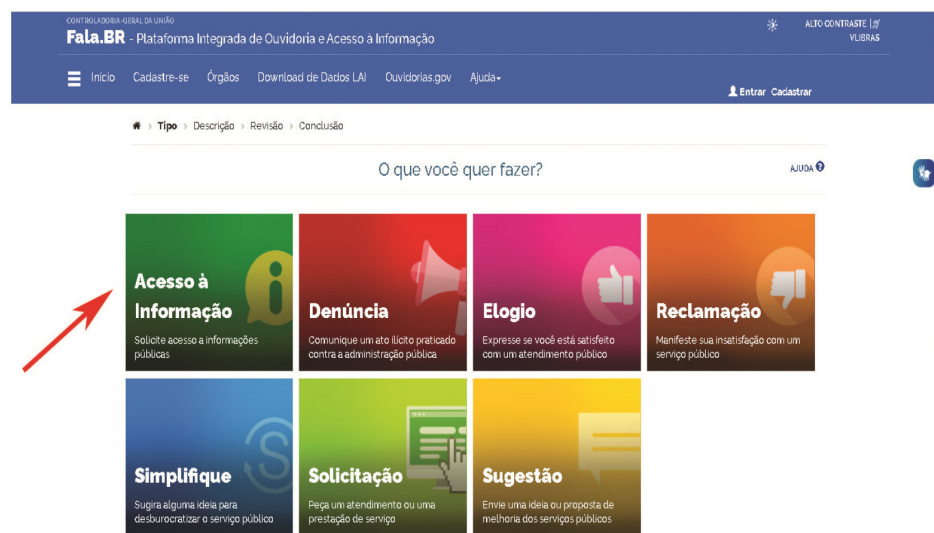 CONTROLADORIA-GERAL DA UNIÃO
Fala.BR - Plataforma Integrada de Ouvidoria e Acesso à Informação
ALTO CONTRASTE |
VLIBRAS
Início Cadastre-se Órgãos Download de Dados LAI Ouvidorias.gov Ajuda
Entrar Cadastrar
> Tipo > Descrição > Revisão > Conclusão
O que você quer fazer?
AJUDA
Acesso à
Informação
Solicite acesso a informações
públicas
Denúncia
Comunique um ato ilícito praticado
contra a administração pública
Elogio
Expresse se você está satisfeito
com um atendimento público
Reclamação
Manifeste sua insatisfação com um
serviço público
Simplifique
Sugira alguma ideia para
desburocratizar o serviço público
Solicitação
Peça um atendimento ou uma
prestação de serviço
Sugestão
Envie uma ideia ou proposta de
melhoria dos serviços públicos